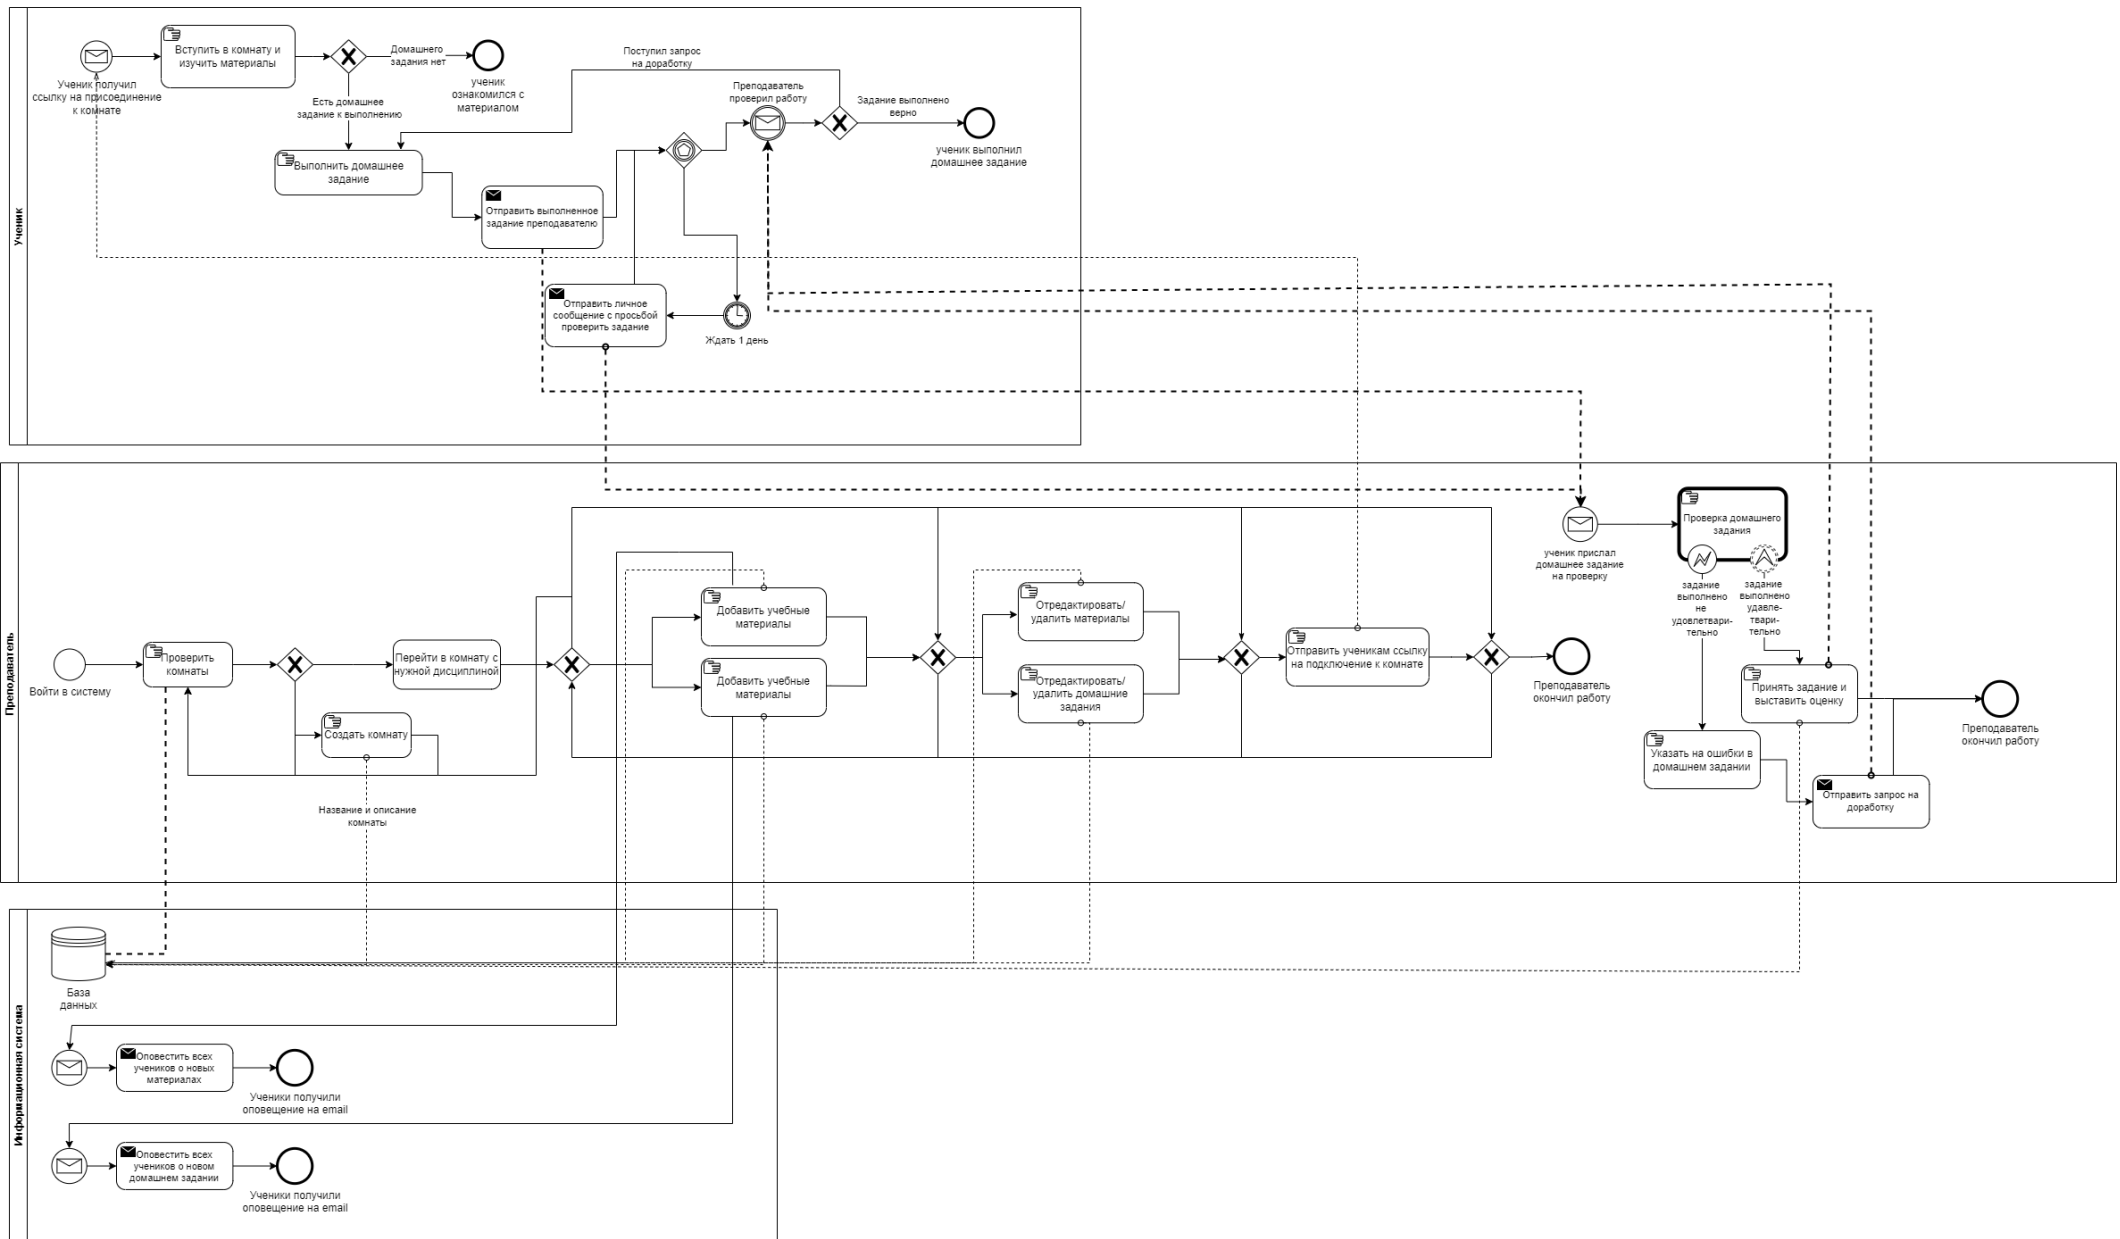 Ученик
Вступить в комнату и
изучить материалы
Ученик получил
ссылку на присоединение
к комнате
Домашнего
задания нет
ученик
ознакомился с
материалом
Есть домашнее
задание к выполнению
Поступил запрос
на доработку
Преподаватель
проверил работу
Задание выполнено
верно
ученик выполнил
домашнее задание
Выполнить домашнее
задание
Отправить выполненное
задание преподавателю
Отправить личное
сообщение с просьбой
проверить задание
Ждать 1 день
Преподаватель
Войти в систему
Проверить
комнаты
Перейти в комнату с
нужной дисциплиной
Создать комнату
Название и описание
комнаты
Добавить учебные
материалы
Добавить учебные
материалы
Отредактировать/
удалить материалы
Отредактировать/
удалить домашние
задания
Отправить ученикам ссылку
на подключение к комнате
Преподаватель
окончил работу
ученик прислал
домашнее задание
на проверку
Проверка домашнего
задания
задание
выполнено
не
удовлетвари-
тельно
задание
выполнено
удавле-
твари-
тельно
Принять задание и
выставить оценку
Указать на ошибки в
домашнем задании
Отправить запрос на
доработку
Преподаватель
окончил работу
Информационная система
База
данных
Оповестить всех
учеников о новых
материалах
Ученики получили
оповещение на email
Оповестить всех
учеников о новом
домашнем задании
Ученики получили
оповещение на email